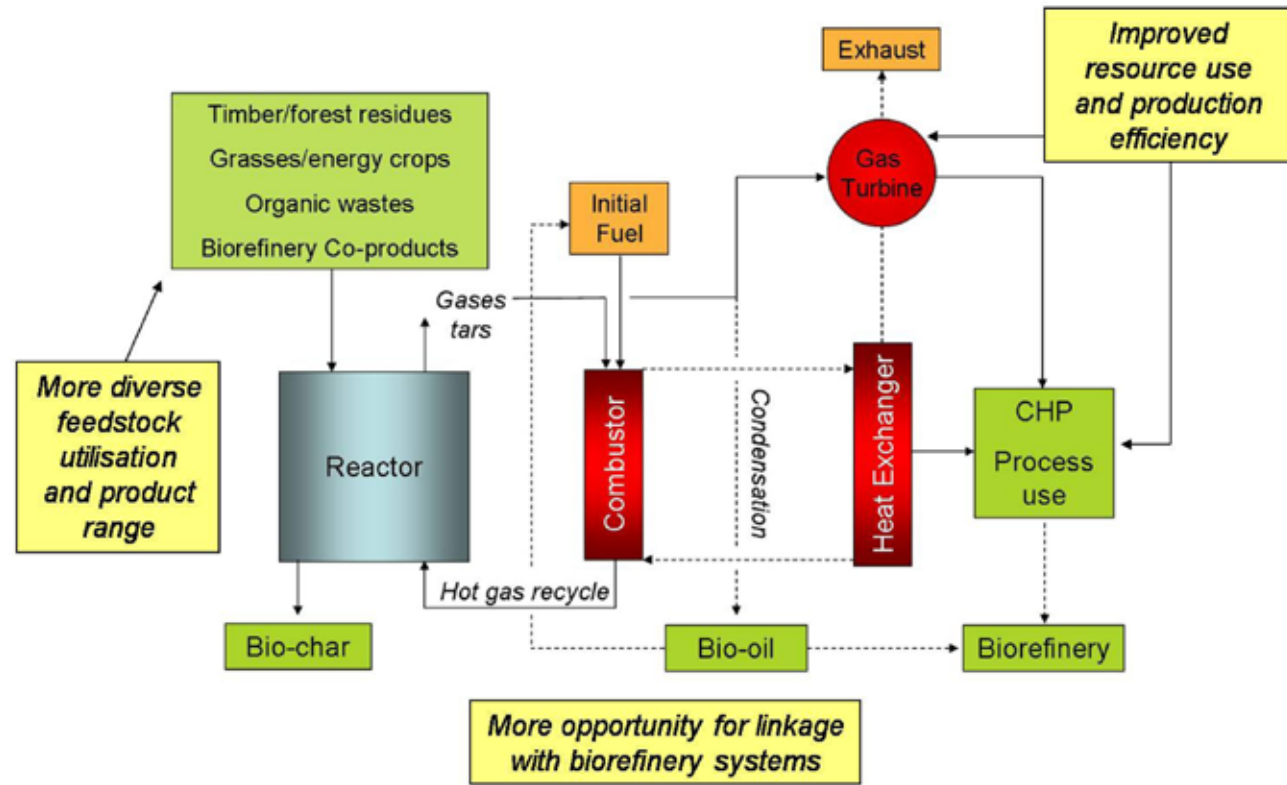 Exhaust
Improved
resource use
and production
efficiency
Timber/forest residues
Grasses/energy crops
Organic wastes
Biorefinery Co-products
Gas
Turbine
Initial
Fuel
Gases
tars
More diverse
feedstock
utilisation
and product
range
Reactor
Combustor
Condensation
Heat Exchanger
CHP
Process
use
Hot gas recycle
Bio-char
Bio-oil
Biorefinery
More opportunity for linkage
with biorefinery systems